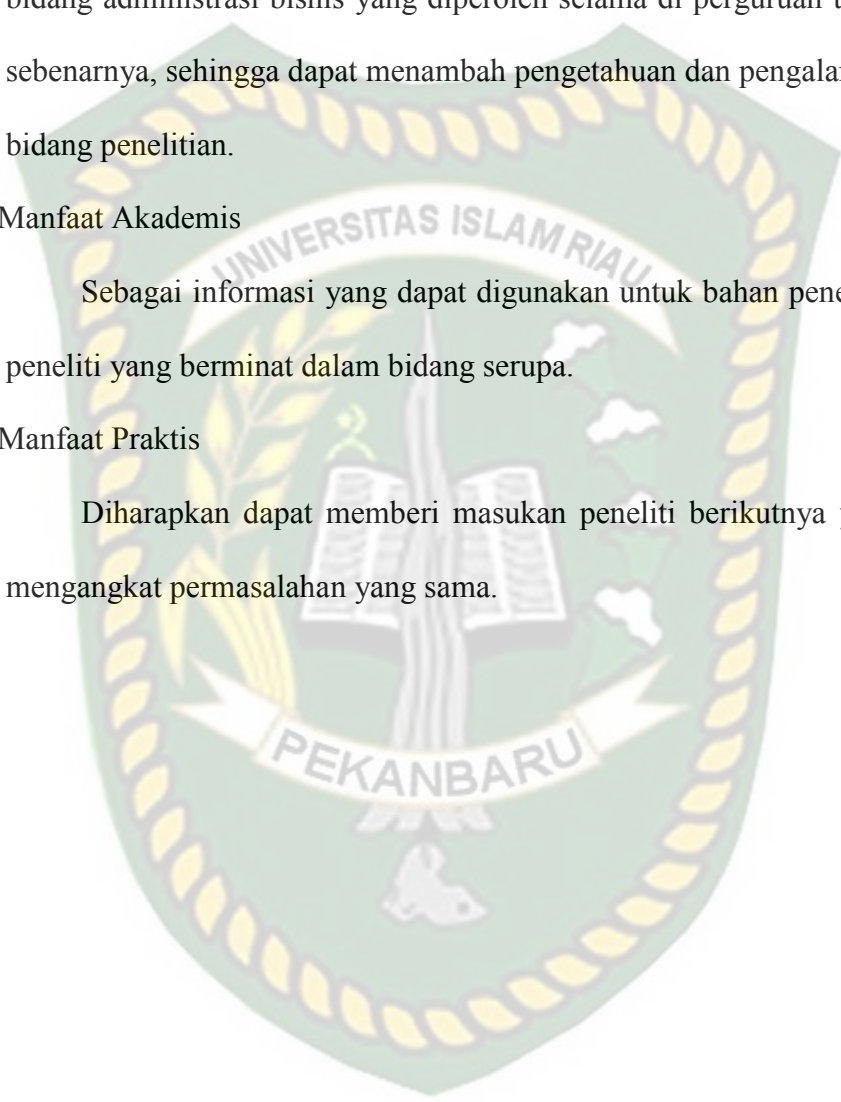 bidang administrasi bisnis yang diperoleh selama di perguruan
sebenarnya, sehingga dapat menambah pengetahuan dan
bidang penelitian.
Manfaat Akademis
UNIVERSITAS ISLAM RIAU
Sebagai informasi yang dapat digunakan untuk bahan
peneliti yang berminat dalam bidang serupa.
Manfaat Praktis
Diharapkan dapat memberi masukan peneliti berikutnya
mengangkat permasalahan yang sama.
PEKANBARU